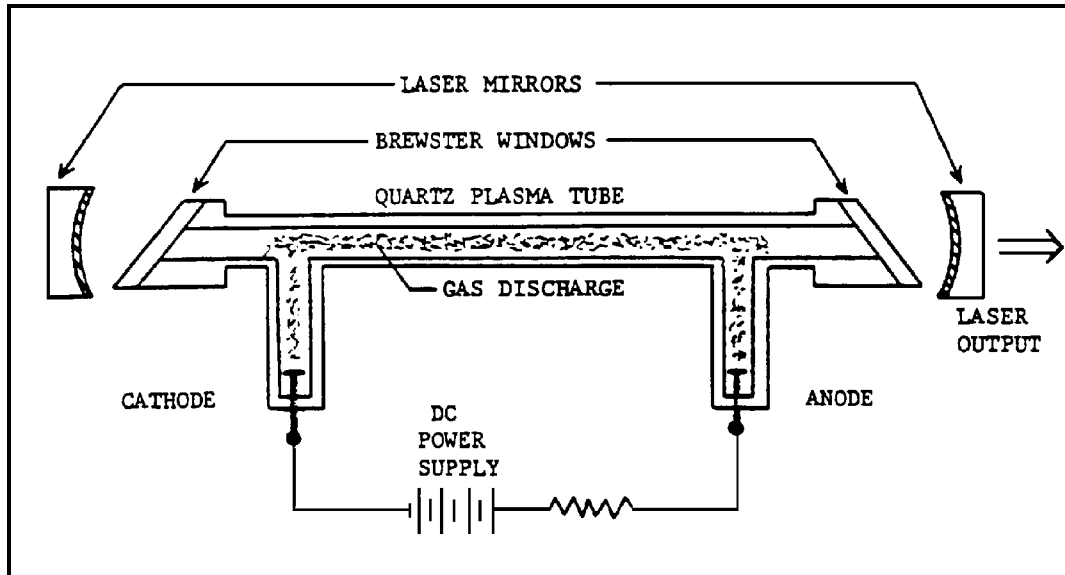 LASER MIRRORS
BREWSTER WINDOWS
QUARTZ PLASMA TUBE
GAS DISCHARGE
LASER
OUTPUT
CATHODE
ANODE
DC
POWER
SUPPLY